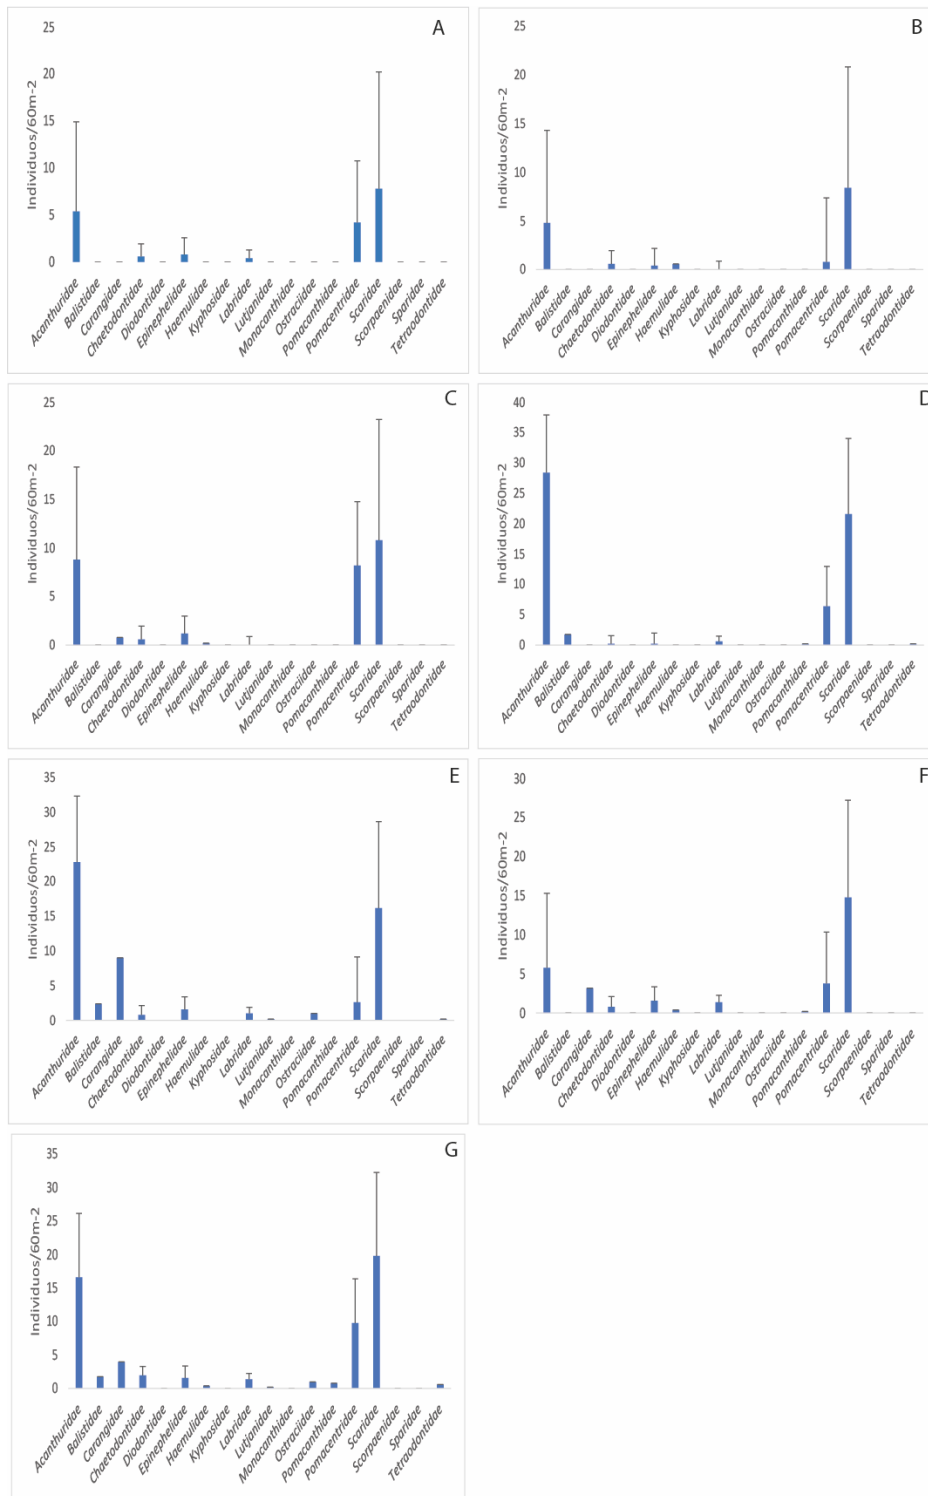 A
Individuos/60m-2
25
20
15
10
5
0
Acanthuridae Balistidae Carangidae Chaetodontidae Diodontidae Epinephelidae Haemulidae Kyphosidae Labridae Lutjanidae Monacanthidae Ostraciidae Pomacanthidae Pomacentridae Scaridae Scorpaenidae Sparidae Tetraodontidae
B
Individuos/60m-2
25
20
15
10
5
0
Acanthuridae Balistidae Carangidae Chaetodontidae Diodontidae Epinephelidae Haemulidae Kyphosidae Labridae Lutjanidae Monacanthidae Ostraciidae Pomacanthidae Pomacentridae Scaridae Scorpaenidae Sparidae Tetraodontidae
C
Individuos/60m-2
25
20
15
10
5
0
Acanthuridae Balistidae Carangidae Chaetodontidae Diodontidae Epinephelidae Haemulidae Kyphosidae Labridae Lutjanidae Monacanthidae Ostraciidae Pomacanthidae Pomacentridae Scaridae Scorpaenidae Sparidae Tetraodontidae
D
Individuos/60m-2
40
35
30
25
20
15
10
5
0
Acanthuridae Balistidae Carangidae Chaetodontidae Diodontidae Epinephelidae Haemulidae Kyphosidae Labridae Lutjanidae Monacanthidae Ostraciidae Pomacanthidae Pomacentridae Scaridae Scorpaenidae Sparidae Tetraodontidae
E
Individuos/60m-2
35
30
25
20
15
10
5
0
Acanthuridae Balistidae Carangidae Chaetodontidae Diodontidae Epinephelidae Haemulidae Kyphosidae Labridae Lutjanidae Monacanthidae Ostraciidae Pomacanthidae Pomacentridae Scaridae Scorpaenidae Sparidae Tetraodontidae
F
Individuos/60m-2
30
25
20
15
10
5
0
Acanthuridae Balistidae Carangidae Chaetodontidae Diodontidae Epinephelidae Haemulidae Kyphosidae Labridae Lutjanidae Monacanthidae Ostraciidae Pomacanthidae Pomacentridae Scaridae Scorpaenidae Sparidae Tetraodontidae
G
Individuos/60m-2
35
30
25
20
15
10
5
0
Acanthuridae Balistidae Carangidae Chaetodontidae Diodontidae Epinephelidae Haemulidae Kyphosidae Labridae Lutjanidae Monacanthidae Ostraciidae Pomacanthidae Pomacentridae Scaridae Scorpaenidae Sparidae Tetraodontidae